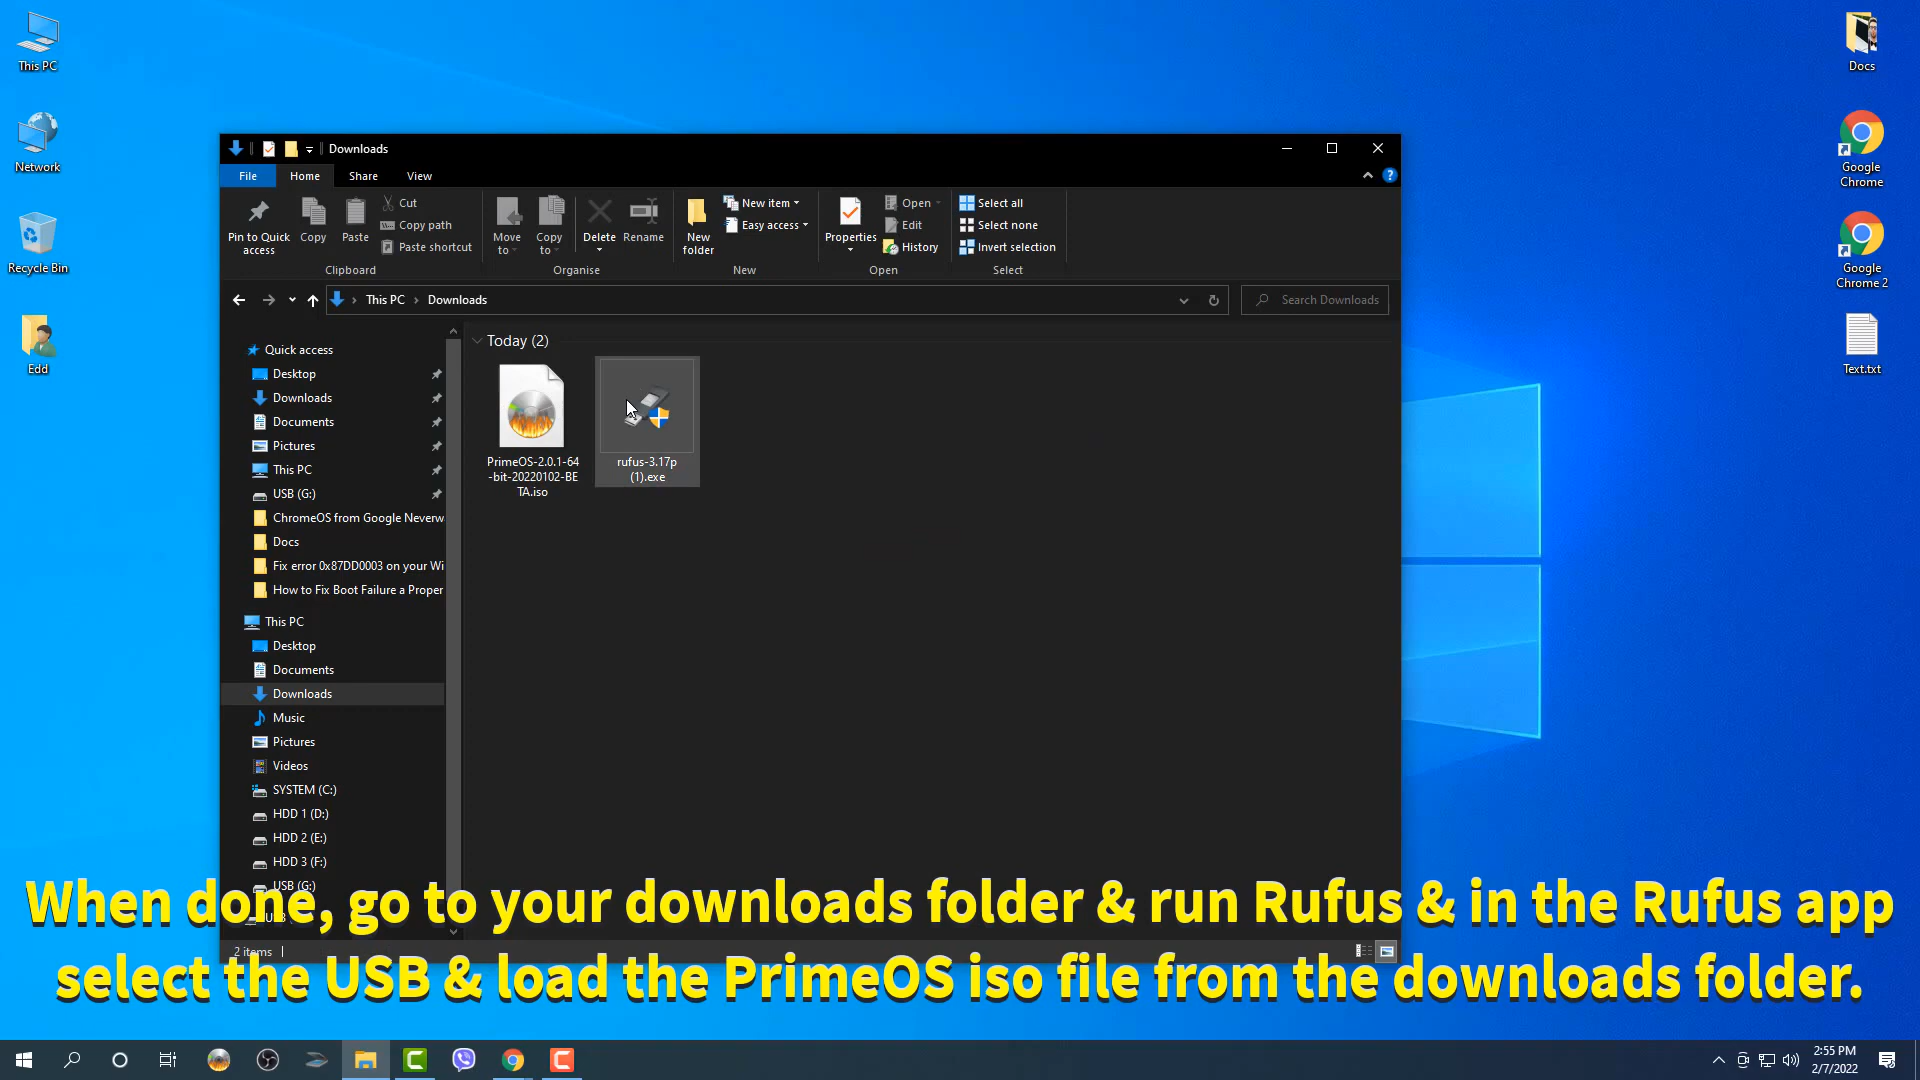 This PC
Network
Recycle Bin
Edd
Docs
Google
Chrome
Google
Chrome 2
Text.txt
Downloads
File
Home
Share
View
Pin to Quick
access
Copy
Paste
Cut
Copy path
Paste shortcut
Clipboard
Move
to
Copy
to
Delete
Rename
Organise
New
folder
New item
Easy access
New
Properties
Open
Edit
History
Open
Select all
Select none
Invert selection
Select
This PC
Downloads
Search Downloads
Quick access
Desktop
Downloads
Documents
Pictures
This PC
USB (G:)
ChromeOS from Google Neverw
Docs
Fix error 0x87DD0003 on your Wi
How to Fix Boot Failure a Proper
This PC
Desktop
Documents
Downloads
Music
Pictures
Videos
SYSTEM (C:)
HDD 1 (D:)
HDD 2 (E:)
HDD 3 (F:)
USB (G:)
Today (2)
PrimeOS-2.0.1-64
-bit-20220102-BE
TA.iso
rufus-3.17p
(1).exe
2 items
When done, go to your downloads folder & run Rufus & in the Rufus app
select the USB & load the PrimeOS iso file from the downloads folder.
2:55 PM
2/7/2022